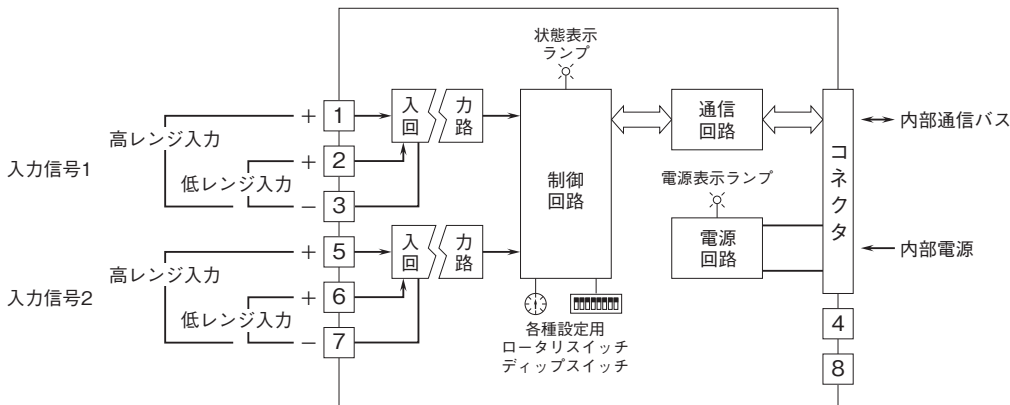 状態表示
ランプ
入力信号1
高レンジ入力
低レンジ入力
+ 1
+ 2
− 3
入 力
回 路
制御
回路
通信
回路
コネクタ
内部通信バス
電源表示ランプ
電源
回路
内部電源
入力信号2
高レンジ入力
低レンジ入力
+ 5
+ 6
− 7
入 力
回 路
各種設定用
ロータリスイッチ
ディップスイッチ
4
8